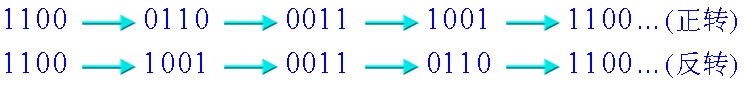 1100 → 0110 → 0011 → 1001 → 1100 ... (正转)
1100 → 1001 → 0011 → 0110 → 1100 ... (反转)